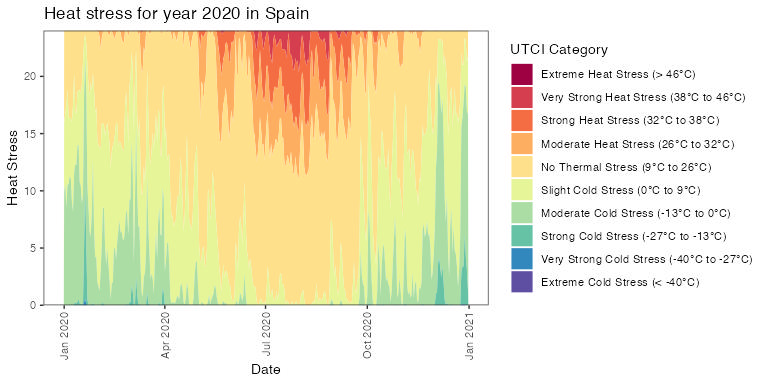 Heat stress for year 2020 in Spain
Heat Stress
20
15
10
5
0
Jan 2020
Apr 2020
Jul 2020
Oct 2020
Jan 2021
Date
UTCI Category
Extreme Heat Stress (> 46°C)
Very Strong Heat Stress (38°C to 46°C)
Strong Heat Stress (32°C to 38°C)
Moderate Heat Stress (26°C to 32°C)
No Thermal Stress (9°C to 26°C)
Slight Cold Stress (0°C to 9°C)
Moderate Cold Stress (-13°C to 0°C)
Strong Cold Stress (-27°C to -13°C)
Very Strong Cold Stress (-40°C to -27°C)
Extreme Cold Stress (< -40°C)